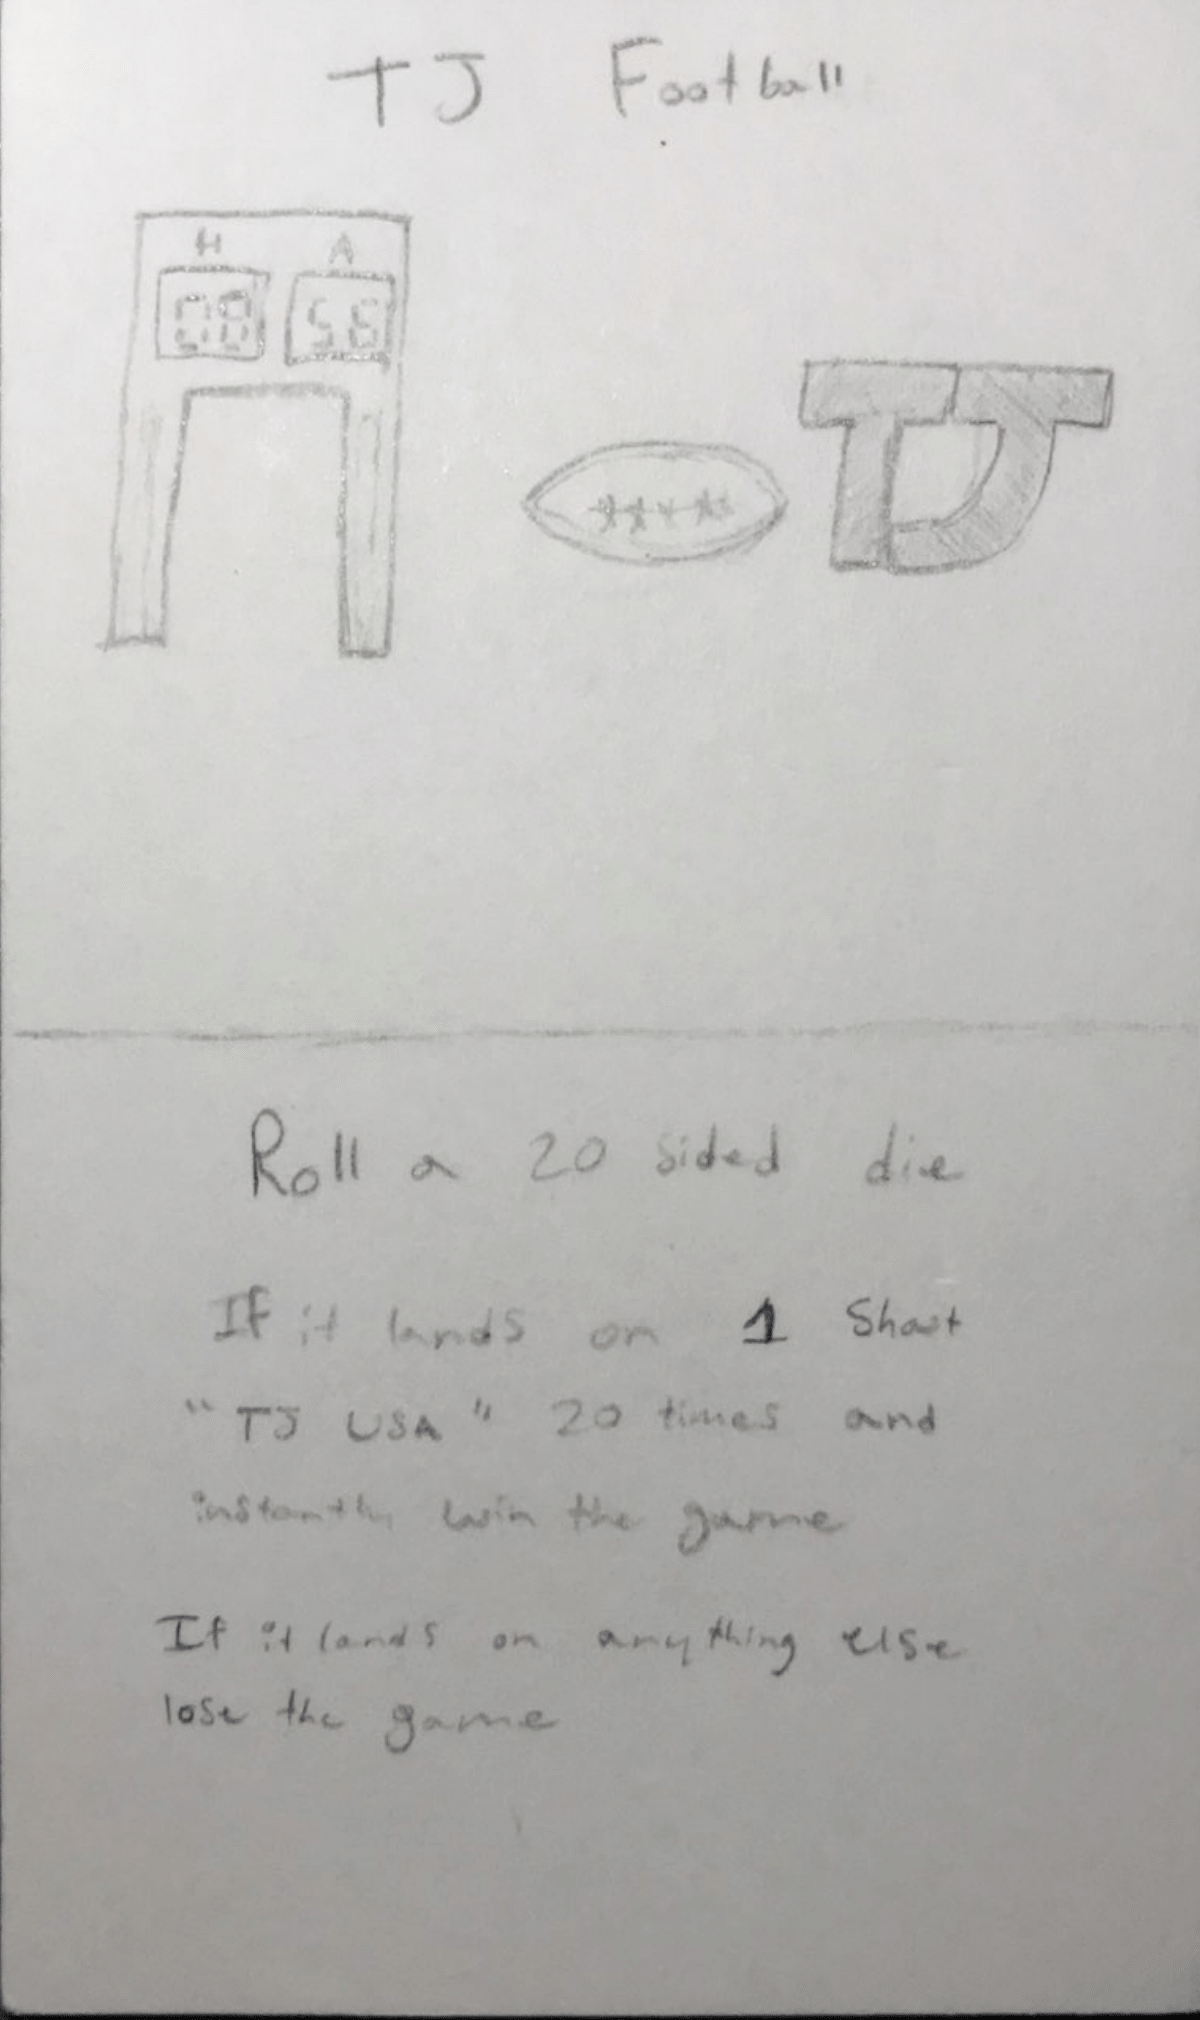 TJ Football
H A
08 56
TJ
Roll a 20 sided die
If it lands on 1 Shout
"TJ USA" 20 times and
instantly win the game
If it lands on anything else
lose the game